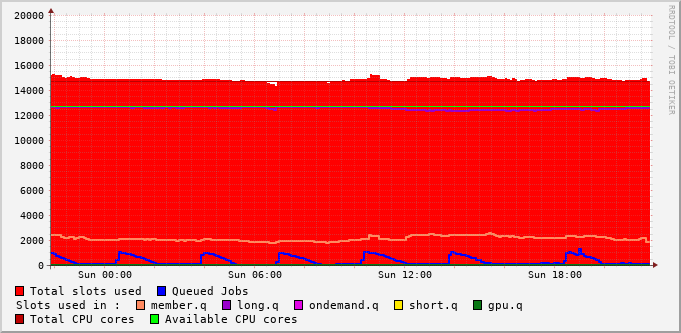 20000
18000
16000
14000
12000
10000
8000
6000
4000
2000
0
Sun 00:00 Sun 06:00 Sun 12:00 Sun 18:00
RRDTOOL / TOBI OETIKER
Total slots used Queued Jobs
Slots used in : member.q long.q ondemand.q short.q gpu.q
Total CPU cores Available CPU cores